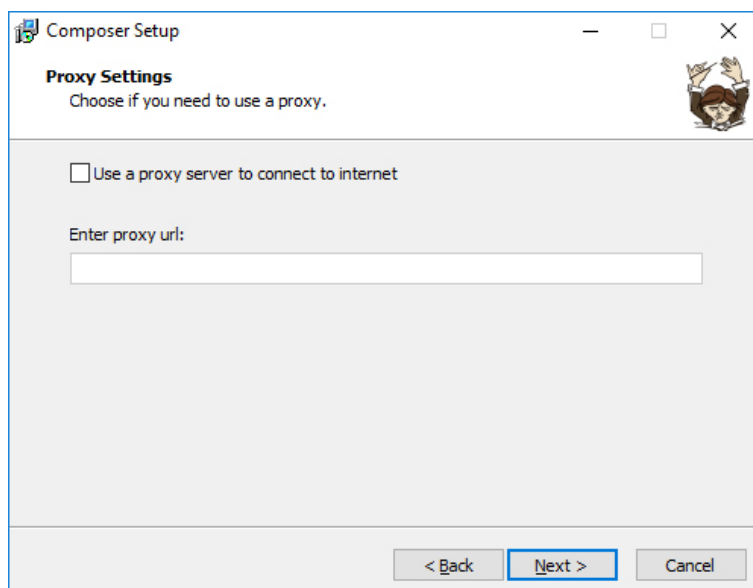 Composer Setup
Proxy Settings
Choose if you need to use a proxy.
Use a proxy server to connect to internet
Enter proxy url:
< Back
Next >
Cancel